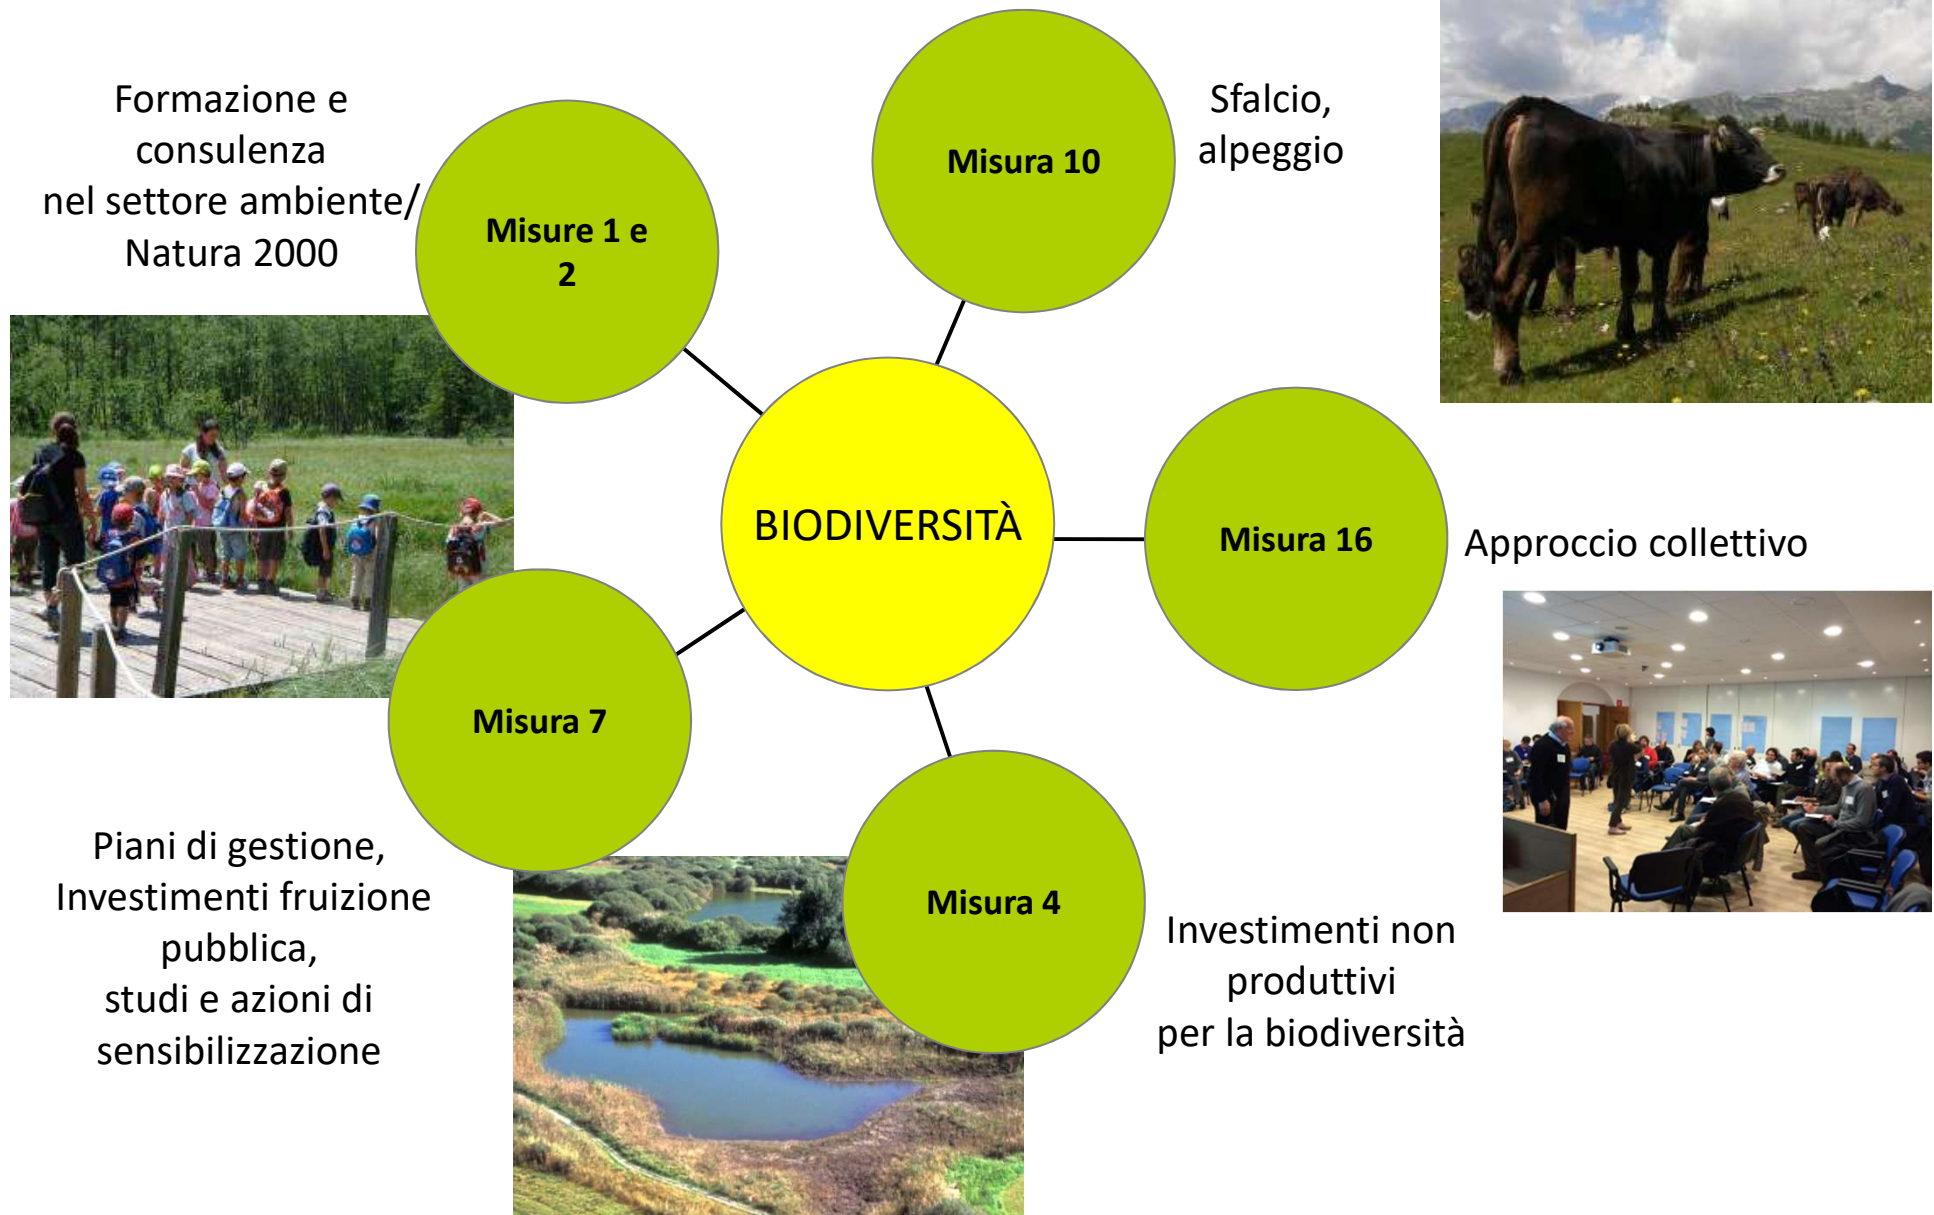 Formazione e
consulenza
nel settore ambiente/
Natura 2000
Misure 1 e
2
Misura 10
Sfalcio,
alpeggio
BIODIVERSITÀ
Misura 16
Approccio collettivo
Misura 7
Piani di gestione,
Investimenti fruizione
pubblica,
studi e azioni di
sensibilizzazione
Misura 4
Investimenti non
produttivi
per la biodiversità